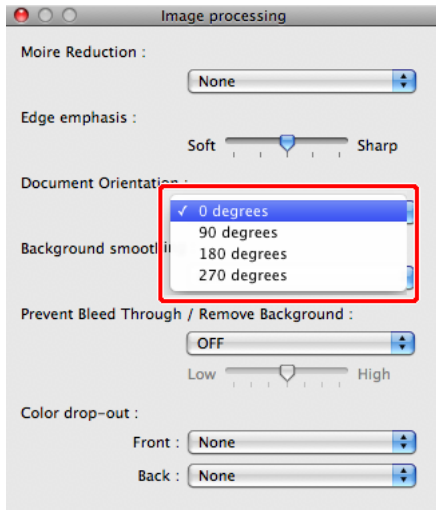 Image processing
Moire Reduction :
None
Edge emphasis :
Soft Sharp
Document Orientation :
✓ 0 degrees
90 degrees
Background smoothin
180 degrees
270 degrees
Prevent Bleed Through / Remove Background :
OFF
Low High
Color drop-out :
Front : None
Back : None